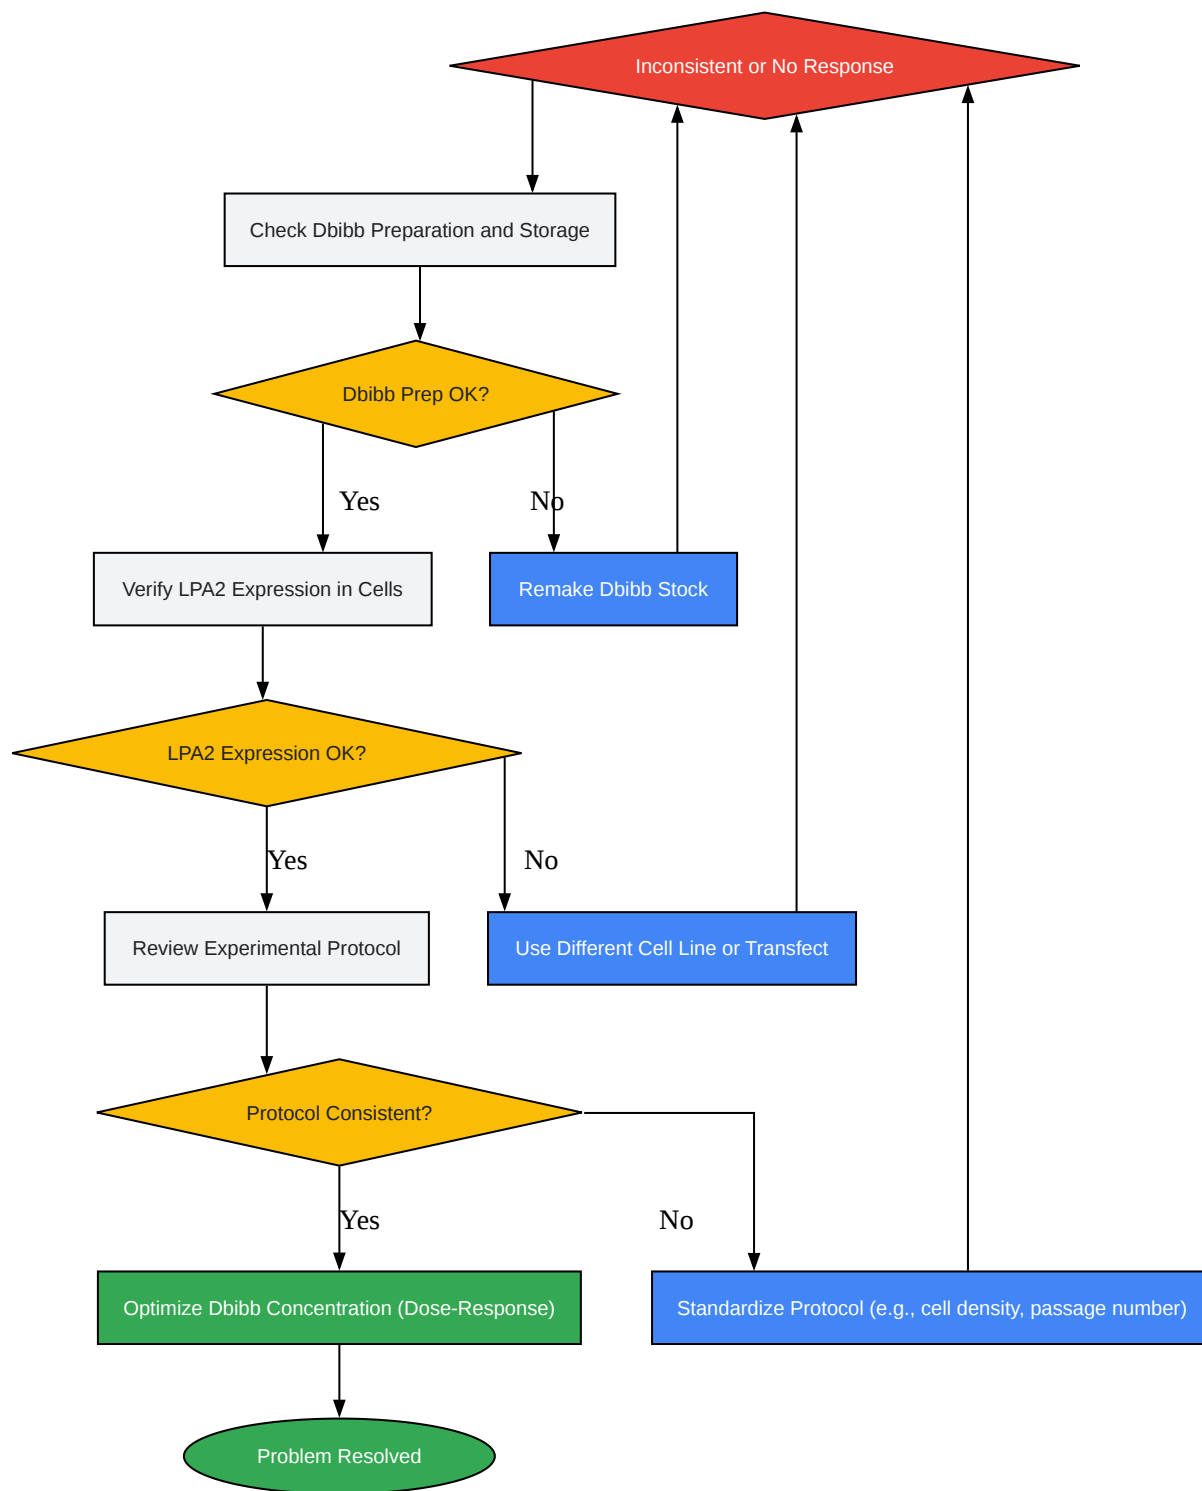 Inconsistent or No Response
Check Dbibb Preparation and Storage
Dbibb Prep OK?
Yes
No
Verify LPA2 Expression in Cells
Remake Dbibb Stock
LPA2 Expression OK?
Yes
No
Review Experimental Protocol
Use Different Cell Line or Transfect
Protocol Consistent?
Yes
No
Optimize Dbibb Concentration (Dose-Response)
Standardize Protocol (e.g., cell density, passage number)
Problem Resolved